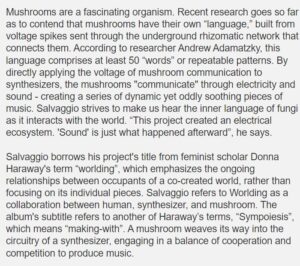 Mushrooms are a fascinating organism. Recent research goes so far
as to contend that mushrooms have their own “language,” built from
voltage spikes sent through the underground rhizomatic network that
connects them. According to researcher Andrew Adamatzky, this
language comprises at least 50 “words” or repeatable patterns. By
directly applying the voltage of mushroom communication to
synthesizers, the mushrooms "communicate" through electricity and
sound - creating a series of dynamic yet oddly soothing pieces of
music. Salvaggio strives to make us hear the inner language of fungi
as it interacts with the world. “This project created an electrical
ecosystem. 'Sound' is just what happened afterward”, he says.

Salvaggio borrows his project's title from feminist scholar Donna
Haraway's term “worlding”, which emphasizes the ongoing
relationships between occupants of a co-created world, rather than
focusing on its individual pieces. Salvaggio refers to Worlding as a
collaboration between human, synthesizer, and mushroom. The
album's subtitle refers to another of Haraway’s terms, “Sympoiesis”,
which means “making-with”. A mushroom weaves its way into the
circuitry of a synthesizer, engaging in a balance of cooperation and
competition to produce music.